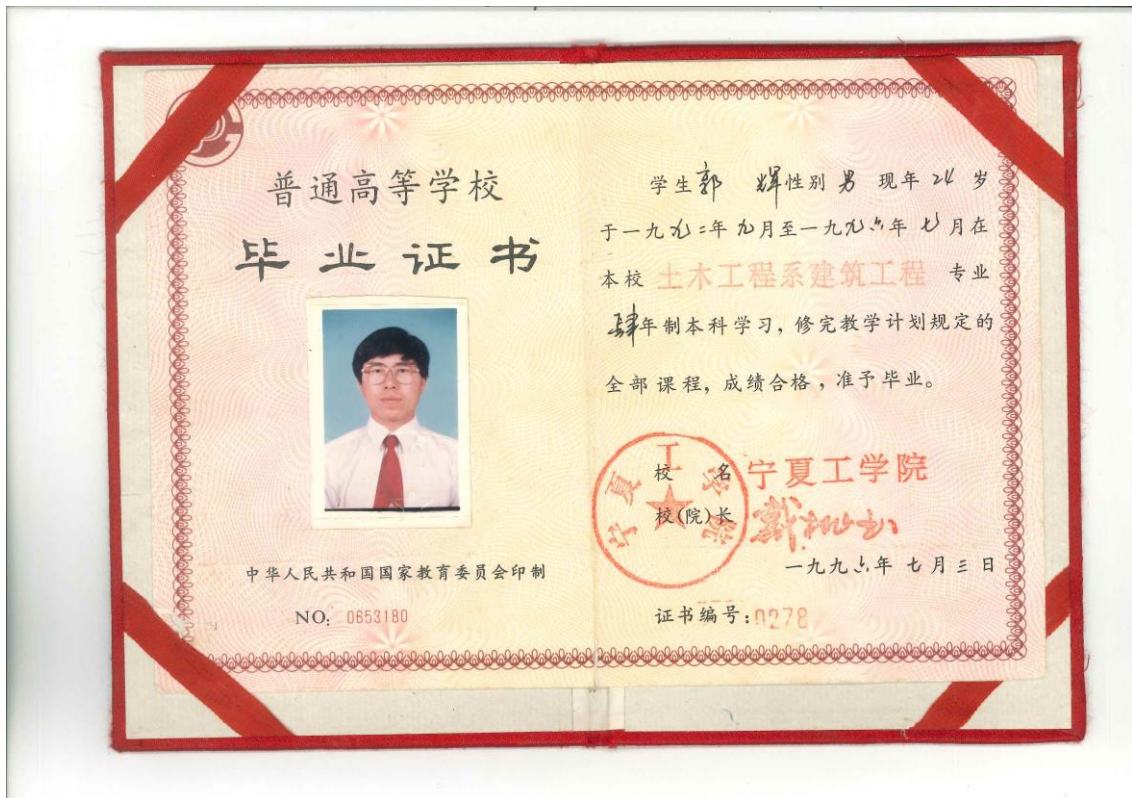 普通高等学校
毕业证书
中华人民共和国国家教育委员会印制
NO: 0653180
学生郭 辉性别男 现年24岁
于一九九二年九月至一九九六年七月在
本校 土木工程系建筑工程 专业
肆年制本科学习，修完教学计划规定的
全部课程，成绩合格，准予毕业。
宁夏工学院
校 名 宁夏工学院
校(院)长
一九九六年七月三日
证书编号:0278